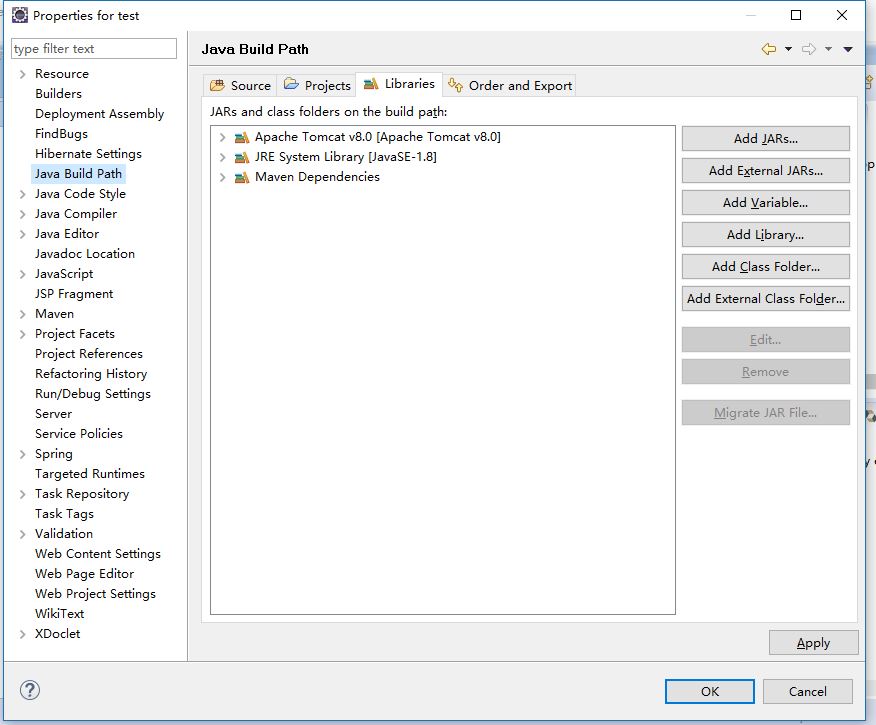 Properties for test
type filter text
Resource
Builders
Deployment Assembly
FindBugs
Hibernate Settings
Java Build Path
Java Code Style
Java Compiler
Java Editor
Javadoc Location
JavaScript
JSP Fragment
Maven
Project Facets
Project References
Refactoring History
Run/Debug Settings
Server
Service Policies
Spring
Targeted Runtimes
Task Repository
Task Tags
Validation
Web Content Settings
Web Page Editor
Web Project Settings
WikiText
XDoclet
Java Build Path
Source Projects Libraries Order and Export
JARs and class folders on the build path:
Apache Tomcat v8.0 [Apache Tomcat v8.0]
JRE System Library [JavaSE-1.8]
Maven Dependencies
Add JARs...
Add External JARs...
Add Variable...
Add Library...
Add Class Folder...
Add External Class Folder...
Edit...
Remove
Migrate JAR File...
Apply
OK Cancel